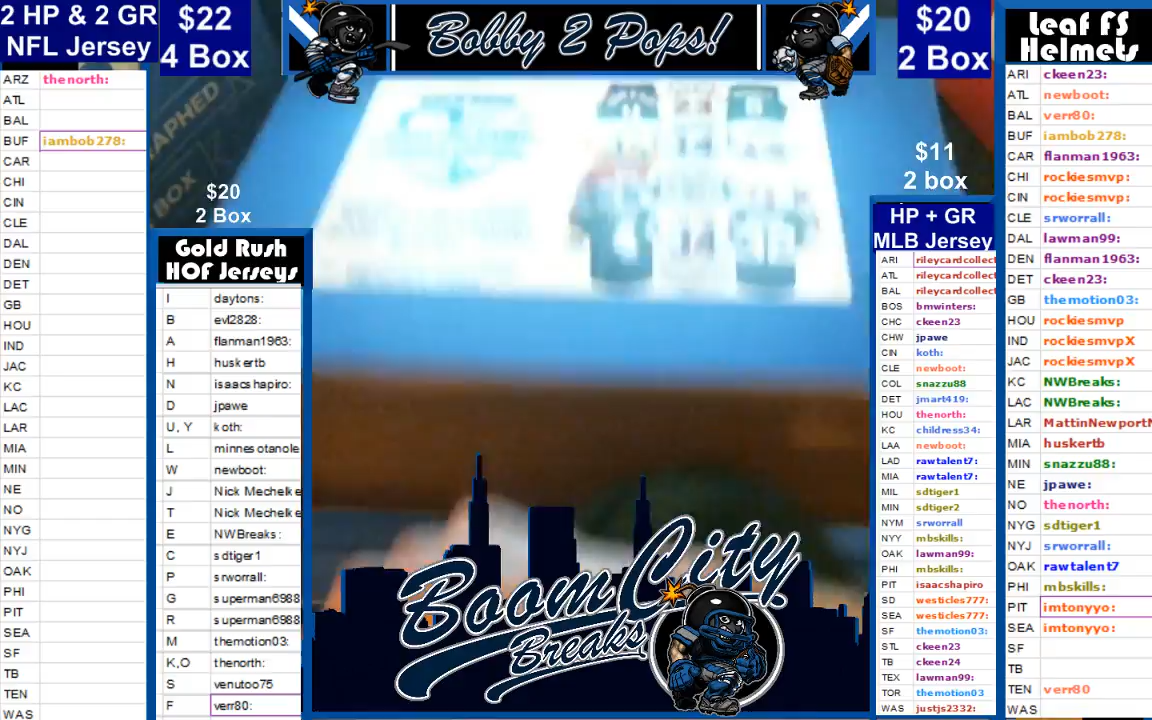 2 HP & 2 GR
NFL Jersey
$22
4 Box
Bobby 2 Pops!
$20
2 Box
Leaf FS
Helmets
ARZ thenorth:
ATL
BAL
BUF iambob278:
CAR
CHI
CIN
CLE
DAL
DEN
DET
GB
HOU
IND
JAC
KC
LAC
LAR
MIA
MIN
NE
NO
NYG
NYJ
OAK
PHI
PIT
SEA
SF
TB
TEN
WAS
APHED
BOX
$20
2 Box
Gold Rush
HOF Jerseys
I daytons:
B evl2828:
A flanman1963:
H huskertb
N isaacshapiro:
D jpawe
U, Y koth:
L minnesotanole
W newboot:
J Nick Mechelke
T Nick Mechelke
E NWBreaks:
C sdtiger1
P srworrall:
G superman6988
R superman6988
M themotion03:
K,O thenorth:
S venutoo75
F verr80:
$11
2 box
HP + GR
MLB Jersey
ARI rileycardcollect
ATL rileycardcollect
BAL rileycardcollect
BOS bmwinters:
CHC ckeen23
CHW jpawe
CIN koth:
CLE newboot:
COL snazzu88
DET jmart419:
HOU thenorth:
KC childress34:
LAA newboot:
LAD rawtalent7:
MIA rawtalent7:
MIL sdtiger1
MIN sdtiger2
NYM srworrall
NYY mbskills:
OAK lawman99:
PHI mbskills:
PIT isaacshapiro
SD westicles777:
SEA westicles777:
SF themotion03:
STL ckeen23
TB ckeen24
TEX lawman99:
TOR themotion03
WAS justjs2332:
ARI ckeen23:
ATL newboot:
BAL verr80:
BUF iambob278:
CAR flanman1963:
CHI rockiesmvp:
CIN rockiesmvp:
CLE srworrall:
DAL lawman99:
DEN flanman1963:
DET ckeen23:
GB themotion03:
HOU rockiesmvp
IND rockiesmvpX
JAC rockiesmvpX
KC NWBreaks:
LAC NWBreaks:
LAR MattinNewportN
MIA huskertb
MIN snazzu88:
NE jpawe:
NO thenorth:
NYG sdtiger1
NYJ srworrall:
OAK rawtalent7
PHI mbskills:
PIT imtonyyo:
SEA imtonyyo:
SF
TB
TEN verr80
WAS
Boom City
Breaks